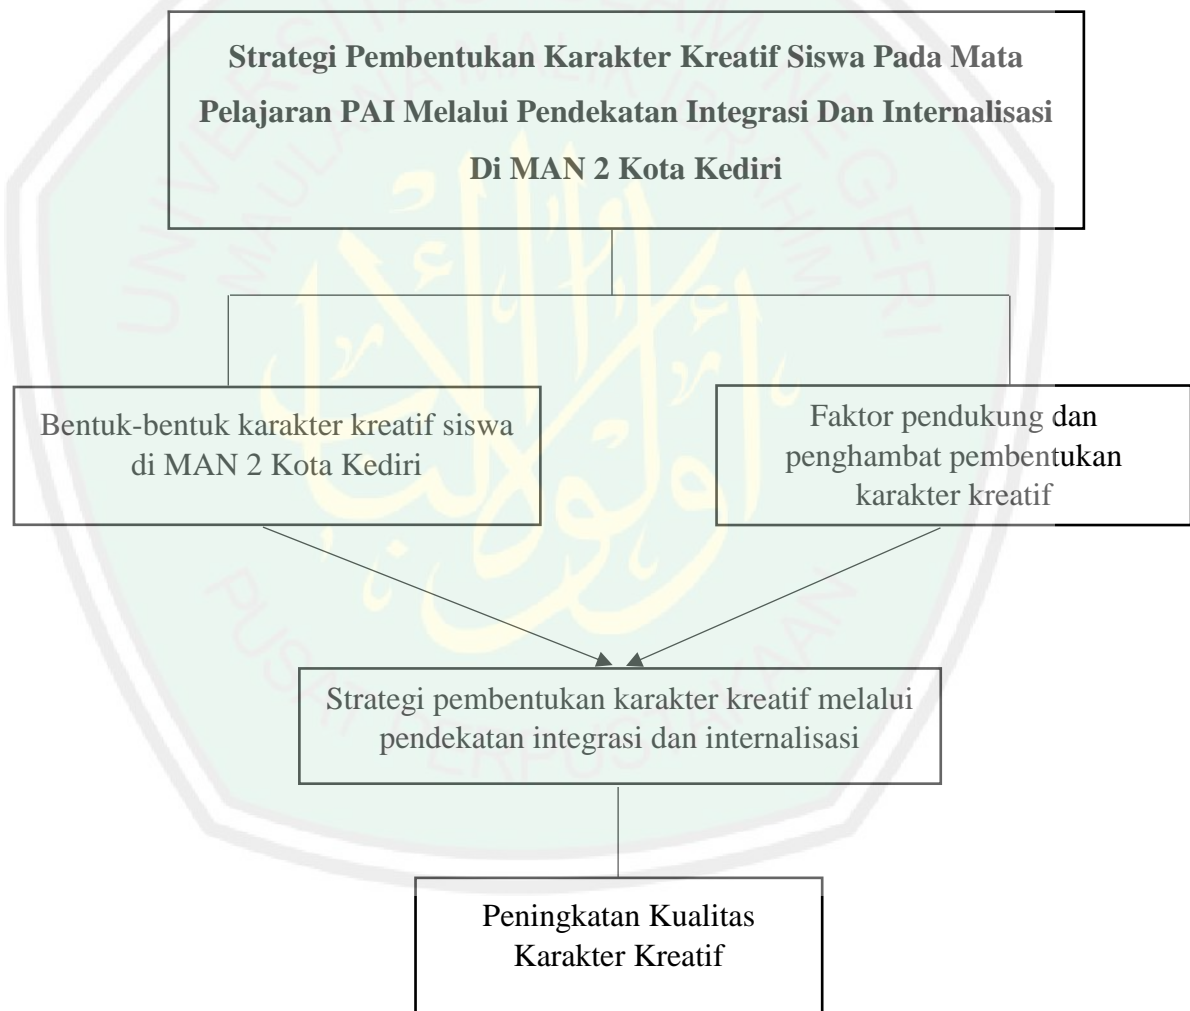 Strategi Pembentukan Karakter Kreatif Siswa Pada Mata
Pelajaran PAI Melalui Pendekatan Integrasi Dan Internalisasi
Di MAN 2 Kota Kediri
Bentuk-bentuk karakter kreatif siswa
di MAN 2 Kota Kediri
Faktor pendukung dan
penghambat pembentukan
karakter kreatif
Strategi pembentukan karakter kreatif melalui
pendekatan integrasi dan internalisasi
Peningkatan Kualitas
Karakter Kreatif
PUSAT PERPUSTAKAAN